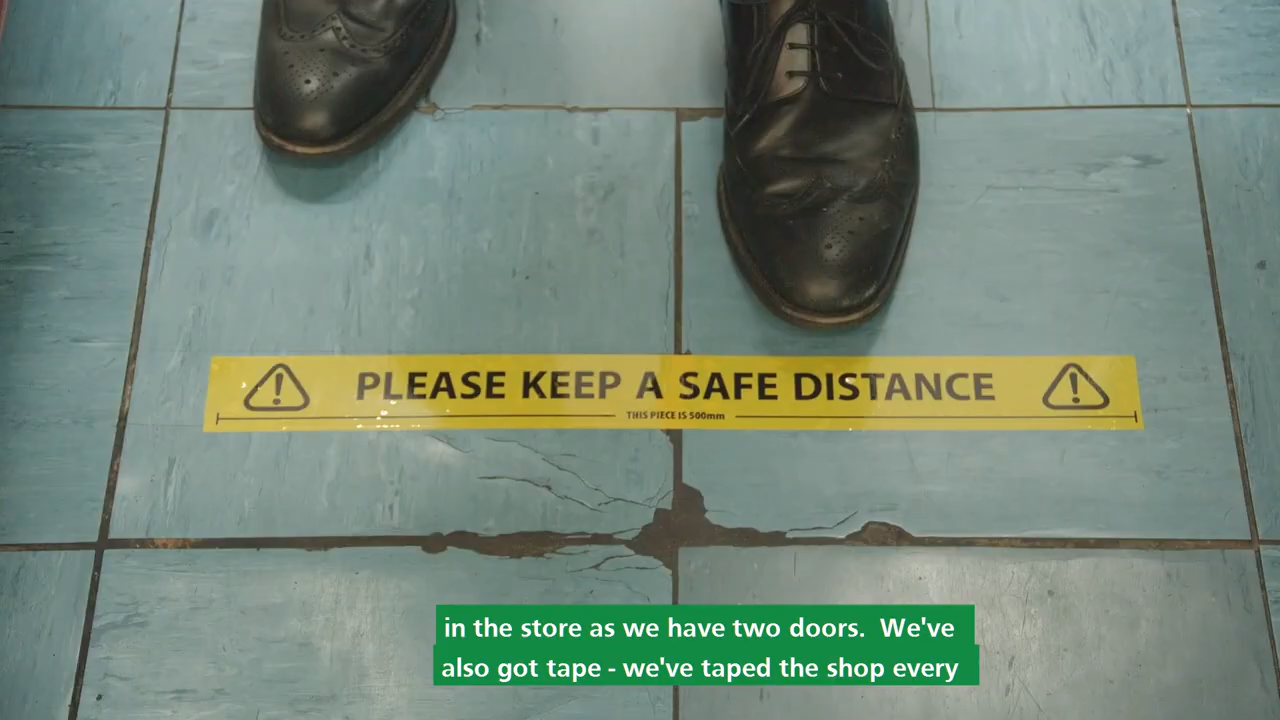 PLEASE KEEP A SAFE DISTANCE
THIS PIECE IS 500mm
in the store as we have two doors.  We've
also got tape - we've taped the shop every